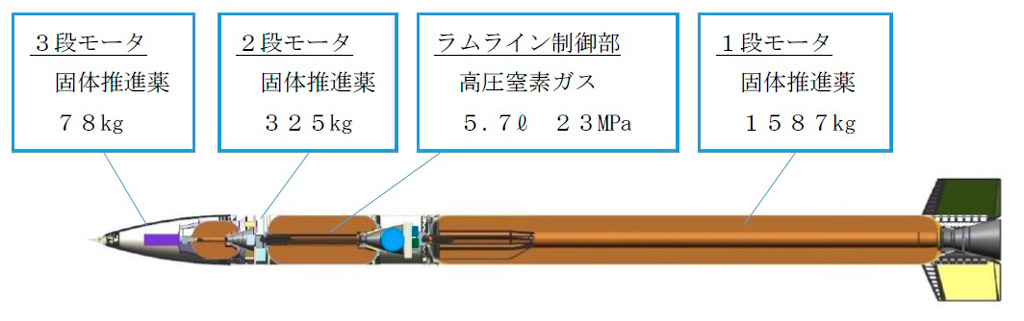 ３段モータ
固体推進薬
７８kg
２段モータ
固体推進薬
３２５kg
ラムライン制御部
高圧窒素ガス
５.７ℓ　２３MPa
１段モータ
固体推進薬
１５８７kg